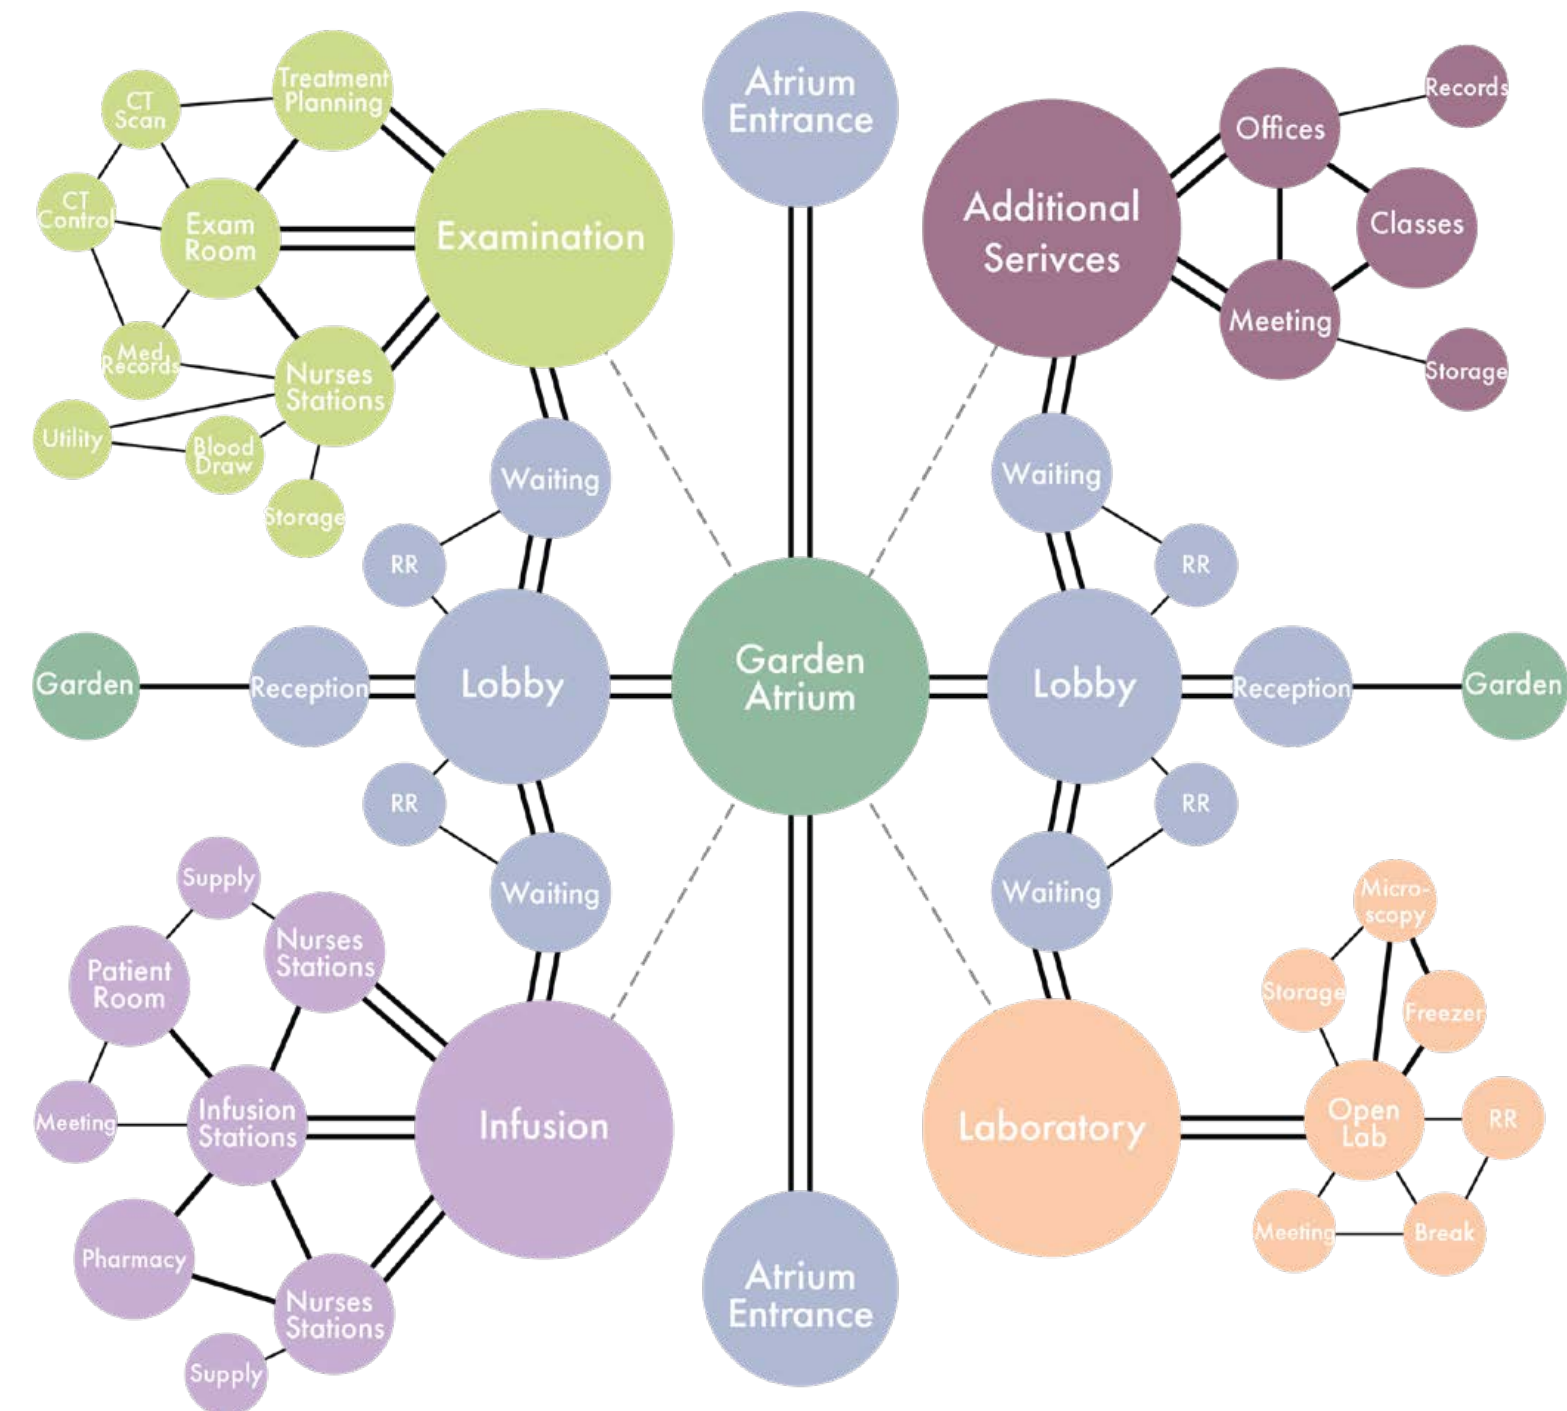 Atrium
Entrance
Treatment
Planning
CT
Scan
CT
Control
Exam
Room
Examination
Med
Records
Nurses
Stations
Utility
Blood
Draw
Storage
Additional
Serivces
Offices
Records
Classes
Meeting
Storage
Waiting
RR
Waiting
RR
Garden
Reception
Lobby
Garden
Atrium
Lobby
Reception
Garden
RR
Waiting
RR
Waiting
Supply
Nurses
Stations
Patient
Room
Meeting
Infusion
Stations
Infusion
Pharmacy
Nurses
Stations
Supply
Micro-
scopy
Storage
Freezer
Laboratory
Open
Lab
RR
Meeting
Break
Atrium
Entrance